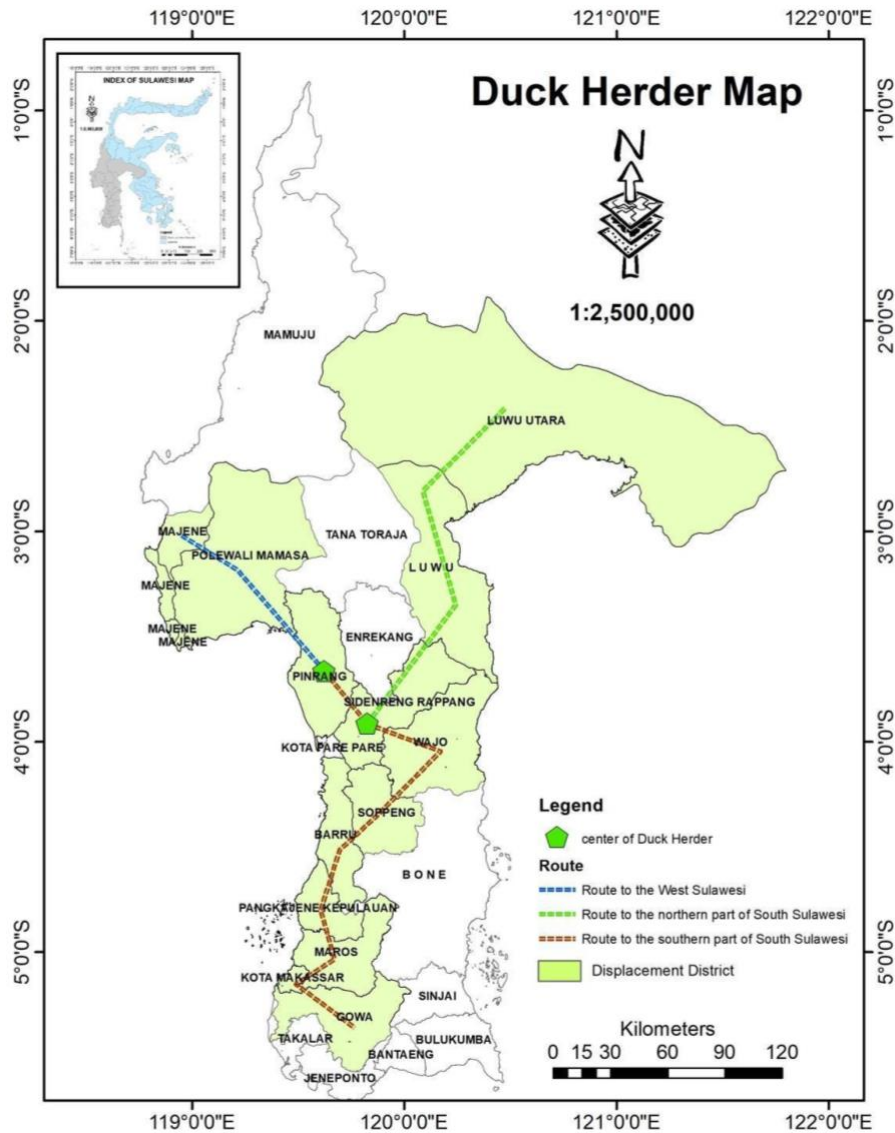 119°0'0"E 120°0'0"E 121°0'0"E 122°0'0"E
INDEX OF SULAWESI MAP
N
Duck Herder Map
N
1:2,500,000
1°0'0"S
1°0'0"S
2°0'0"S
2°0'0"S
3°0'0"S
3°0'0"S
4°0'0"S
4°0'0"S
5°0'0"S
5°0'0"S
MAMUJU
LUWU UTARA
MAJENE
TANA TORAJA
POLEWALI MAMASA
LUWU
MAJENE
MAJENE
ENREKANG
MAJENE
PINRANG
SIDENRENG RAPPANG
WAJO
KOTA PARE PARE
SOPPENG
BARRU
BONE
PANGKAJENE KEPULAUAN
MAROS
KOTA MAKASSAR
SINJAI
GOWA
TAKALAR
BULUKUMBA
BANTAENG
JENEPONTO
Legend
center of Duck Herder
Route
Route to the West Sulawesi
Route to the northern part of South Sulawesi
Route to the southern part of South Sulawesi
Displacement District
Kilometers
0 15 30 60 90 120
119°0'0"E 120°0'0"E 121°0'0"E 122°0'0"E